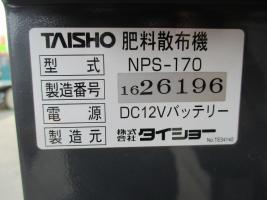 TAISHO 肥料散布機
型式 NPS-170
製造番号 1626196
電源 DC12Vバッテリー
製造元 株式会社タイショー